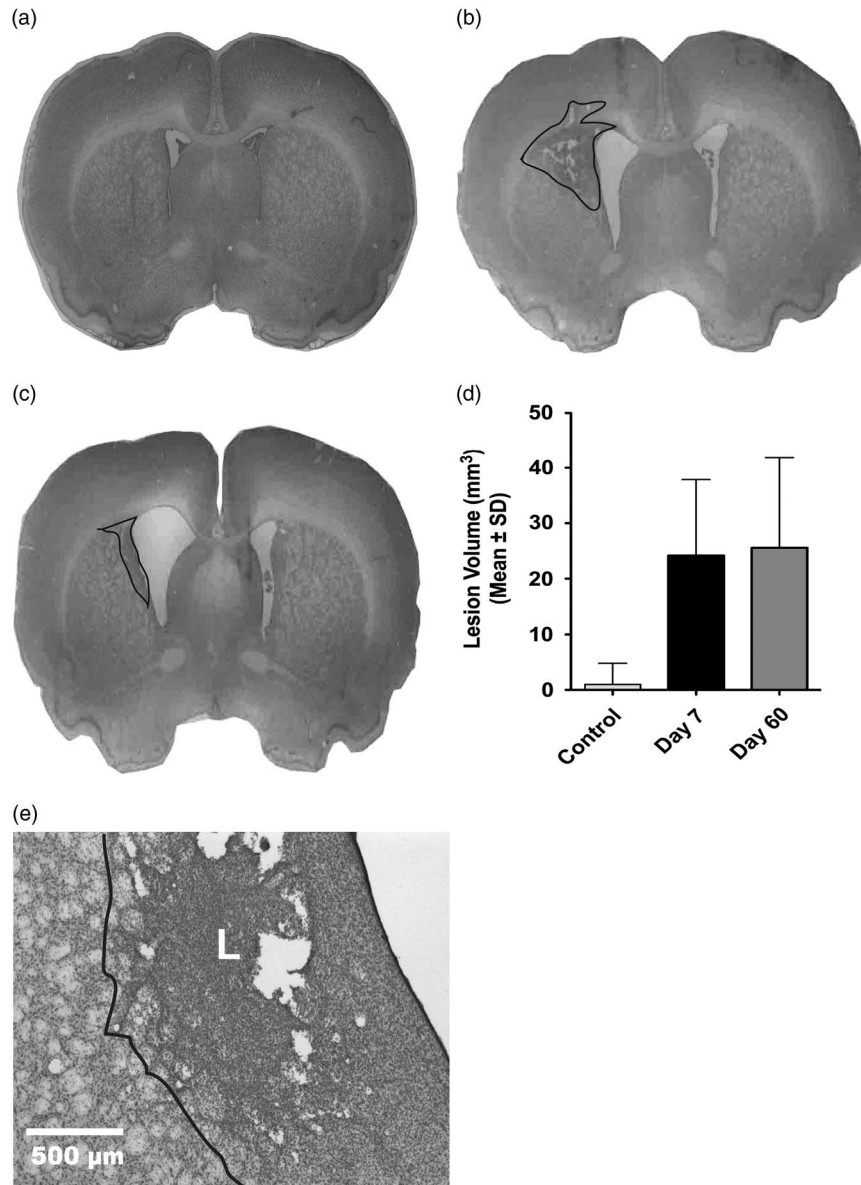 (a)
(b)
(c)
(d)
Lesion Volume (mm³)
(Mean ± SD)
50
40
30
20
10
0
Control
Day 7
Day 60
(e)
L
500 µm